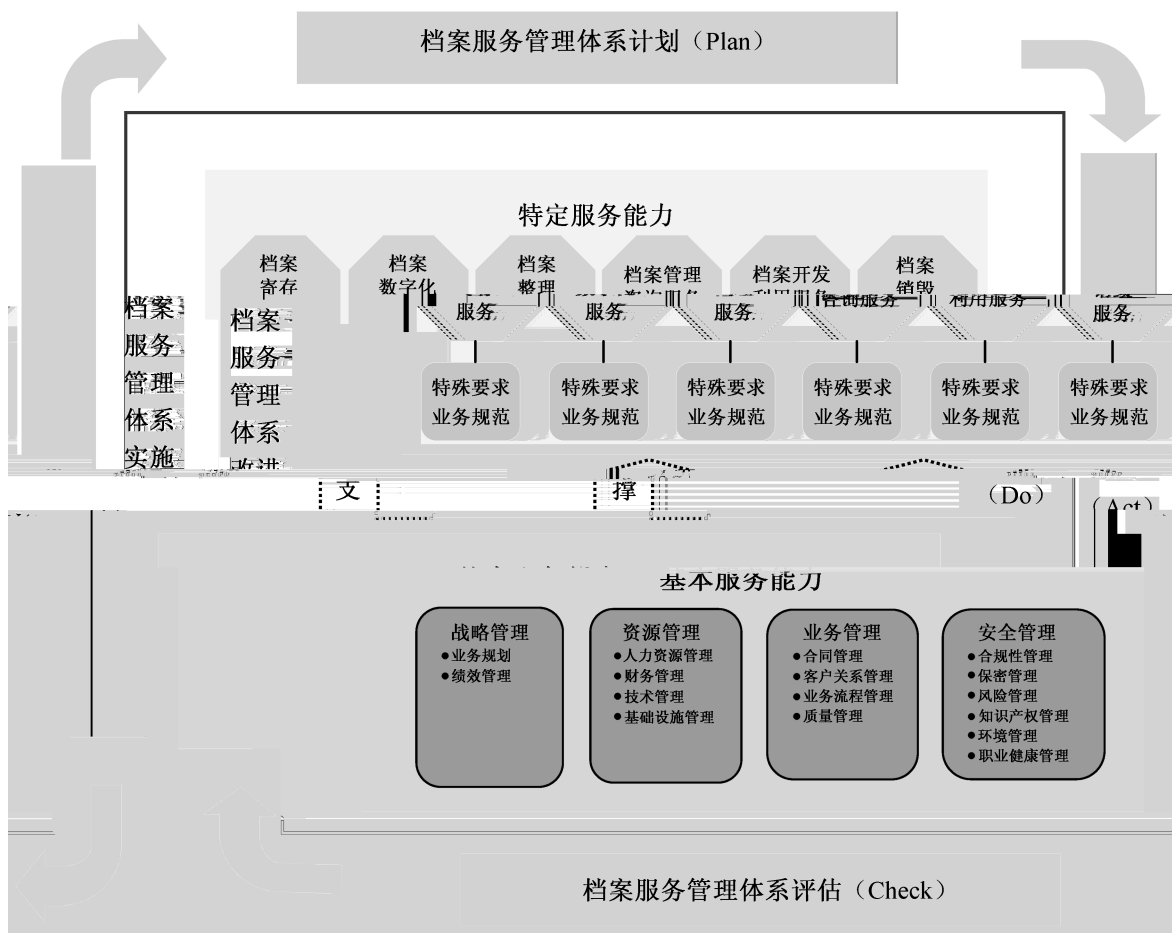 档案服务管理体系计划（Plan）
特定服务能力
档案
寄存
档案
数字化
服务
档案
整理
服务
档案管理
咨询服务
服务
档案开发
利用服务
档案
销毁
服务
档案
服务
管理
体系
实施
（Do）
档案
服务
管理
体系
改进
（Act）
特殊要求
业务规范
特殊要求
业务规范
特殊要求
业务规范
特殊要求
业务规范
特殊要求
业务规范
特殊要求
业务规范
支
撑
基本服务能力
战略管理
●业务规划
●绩效管理
资源管理
●人力资源管理
●财务管理
●技术管理
●基础设施管理
业务管理
●合同管理
●客户关系管理
●业务流程管理
●质量管理
安全管理
●合规性管理
●保密管理
●风险管理
●知识产权管理
●环境管理
●职业健康管理
档案服务管理体系评估（Check）